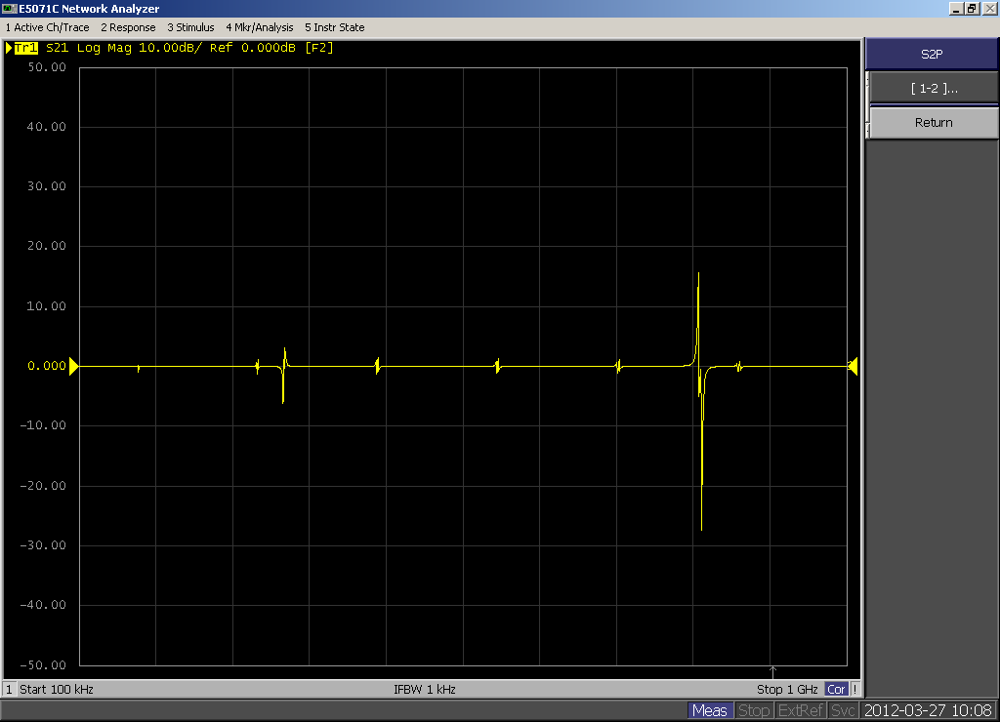 E5071C Network Analyzer
1 Active Ch/Trace 2 Response 3 Stimulus 4 Mkr/Analysis 5 Instr State
Tr1 S21 Log Mag 10.00dB/ Ref 0.000dB [F2]
50.00
40.00
30.00
20.00
10.00
0.000
-10.00
-20.00
-30.00
-40.00
-50.00
S2P
[ 1-2 ]...
Return
1 Start 100 kHz IFBW 1 kHz Stop 1 GHz Cor !
Meas Stop ExtRef Svc 2012-03-27 10:08